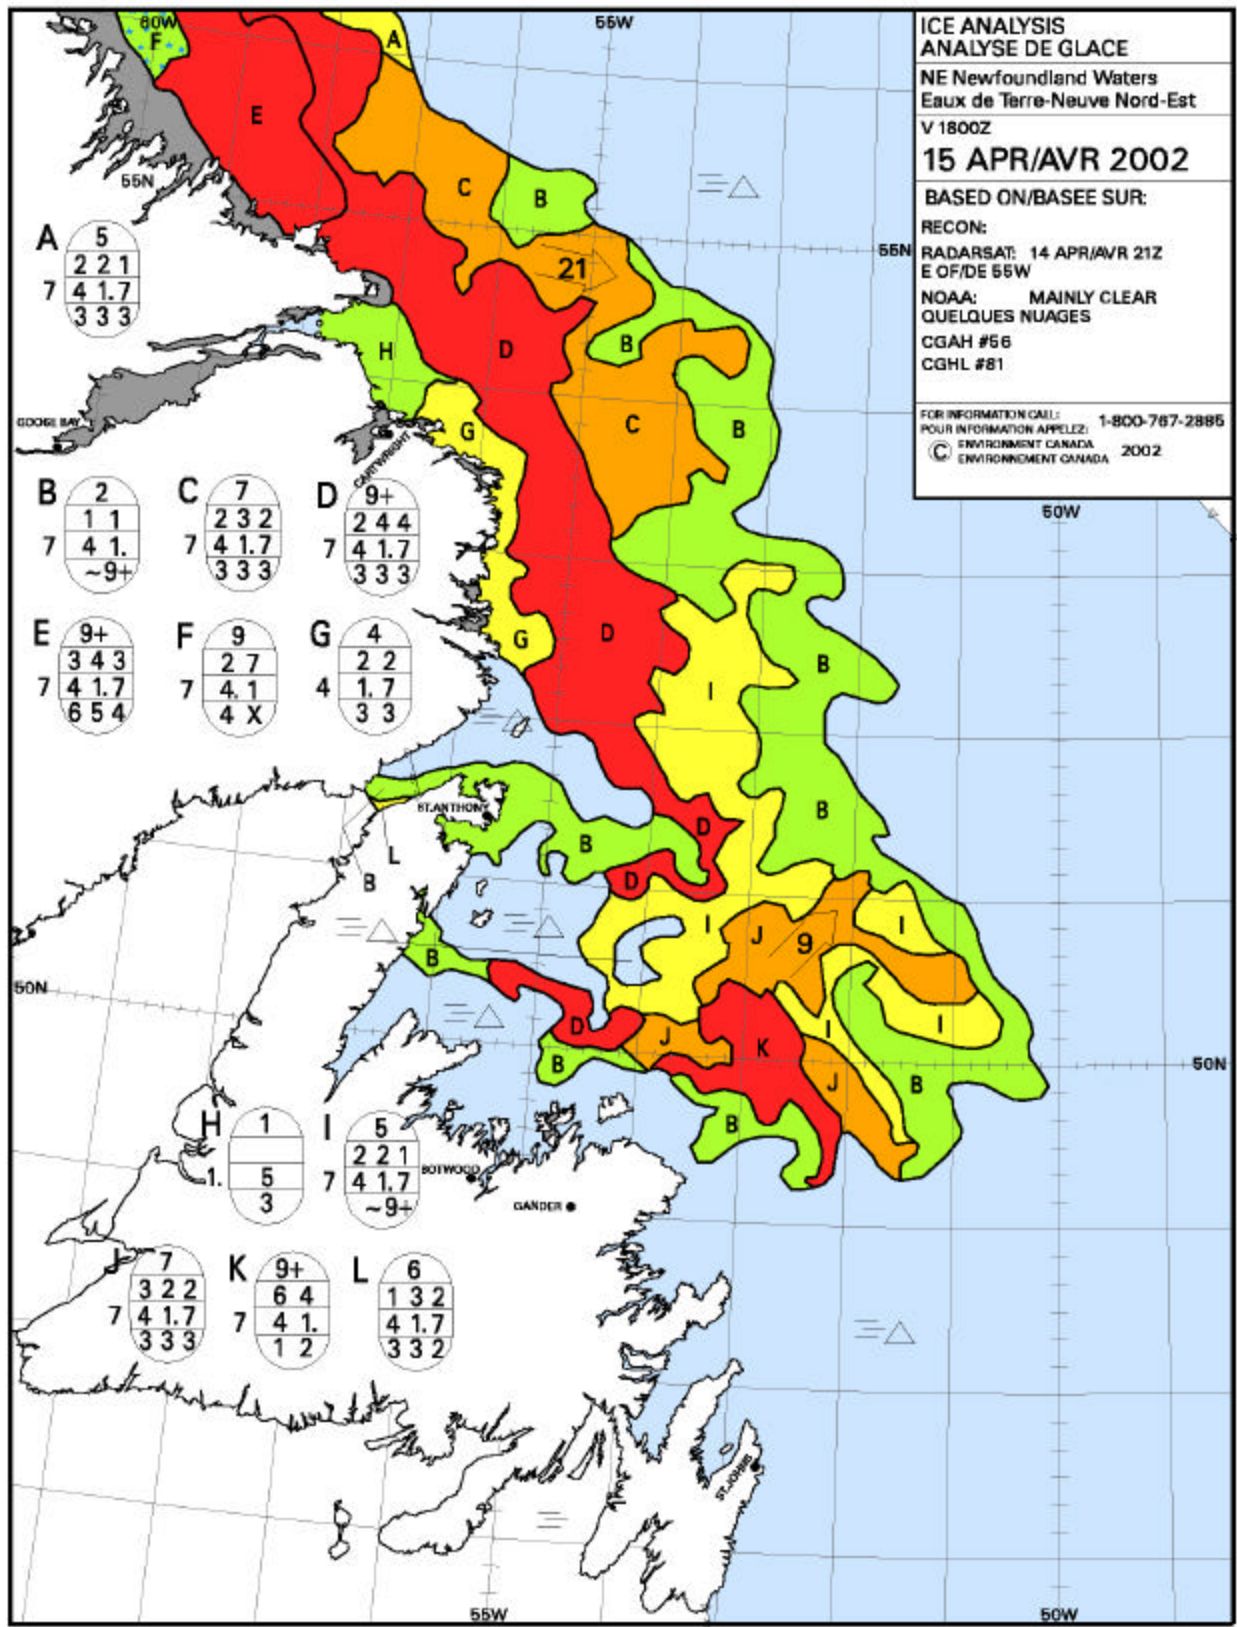 60W
55W
ICE ANALYSIS
ANALYSE DE GLACE
NE Newfoundland Waters
Eaux de Terre-Neuve Nord-Est
V 1800Z
15 APR/AVR 2002
BASED ON/BASEE SUR:
RECON:
RADARSAT: 14 APR/AVR 21Z
E OF/DE 55W
NOAA: MAINLY CLEAR
QUELQUES NUAGES
CGAH #56
CGHL #81
FOR INFORMATION CALL:
POUR INFORMATION APPELEZ: 1-800-767-2885
© ENVIRONMENT CANADA
ENVIRONNEMENT CANADA 2002
F
A
E
55N
C
B
55N
21
B
H
D
C
B
G
GOOSE BAY
CARTWRIGHT
A
5
2 2 1
7 4 1.7
3 3 3
B
2
1 1
7 4 1.
~9+
C
7
2 3 2
7 4 1.7
3 3 3
D
9+
2 4 4
7 4 1.7
3 3 3
E
9+
3 4 3
7 4 1.7
6 5 4
F
9
2 7
7 4. 1
4 X
G
4
2 2
4 1. 7
3 3
50W
G
D
I
B
ST.ANTHONY
L
B
B
D
B
D
I
J
9
I
B
50N
D
J
K
I
I
J
B
50N
B
B
H
1
1. 5
3
I
5
2 2 1
7 4 1.7
~9+
BOTWOOD
GANDER
J
7
3 2 2
7 4 1.7
3 3 3
K
9+
6 4
7 4 1.
1 2
L
6
1 3 2
4 1.7
3 3 2
ST.JOHNS
55W
50W